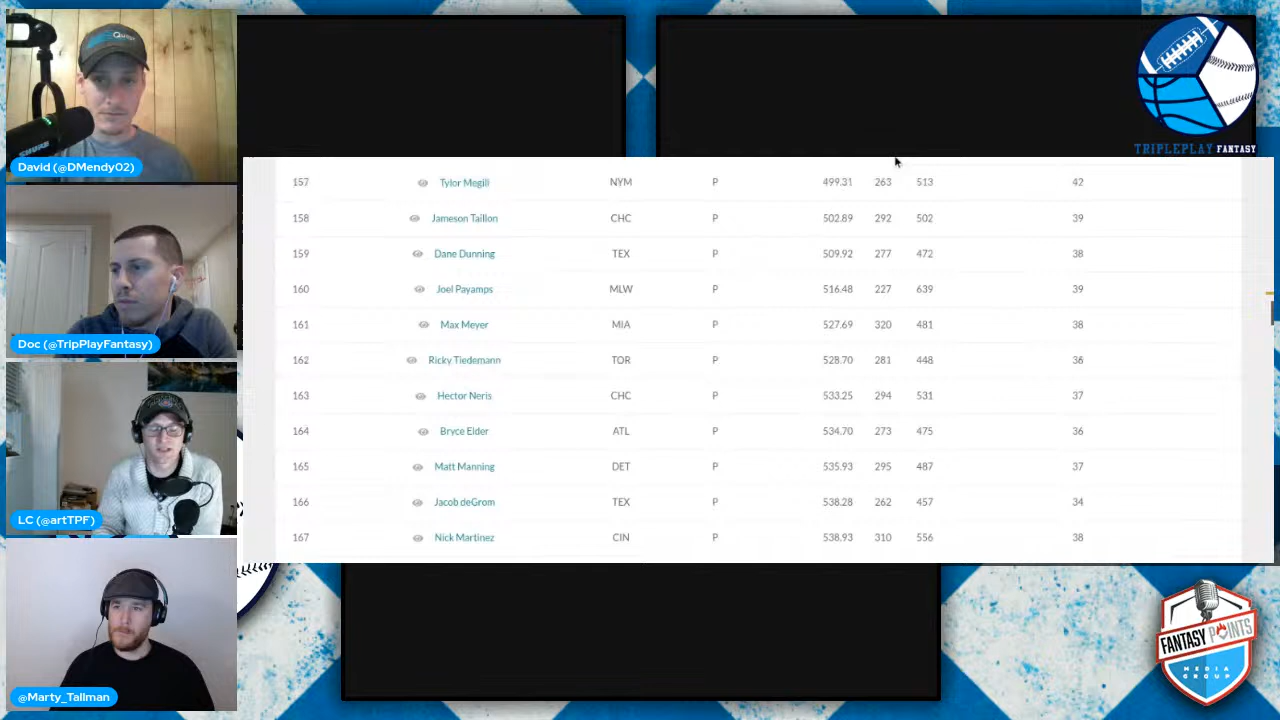 Quays
SHURE
David (@DMendy02)
Doc (@TripPlayFantasy)
LC (@artTPF)
@Marty_Tallman
TRIPLEPLAY FANTASY
157 Tylor Megill NYM P 499.31 263 513 42
158 Jameson Taillon CHC P 502.89 292 502 39
159 Dane Dunning TEX P 509.92 277 472 38
160 Joel Payamps MLW P 516.48 227 639 39
161 Max Meyer MIA P 527.69 320 481 38
162 Ricky Tiedemann TOR P 528.70 281 448 36
163 Hector Neris CHC P 533.25 294 531 37
164 Bryce Elder ATL P 534.70 273 475 36
165 Matt Manning DET P 535.93 295 487 37
166 Jacob deGrom TEX P 538.28 262 457 34
167 Nick Martinez CIN P 538.93 310 556 38
FANTASY POINTS
MEDIA
GROUP